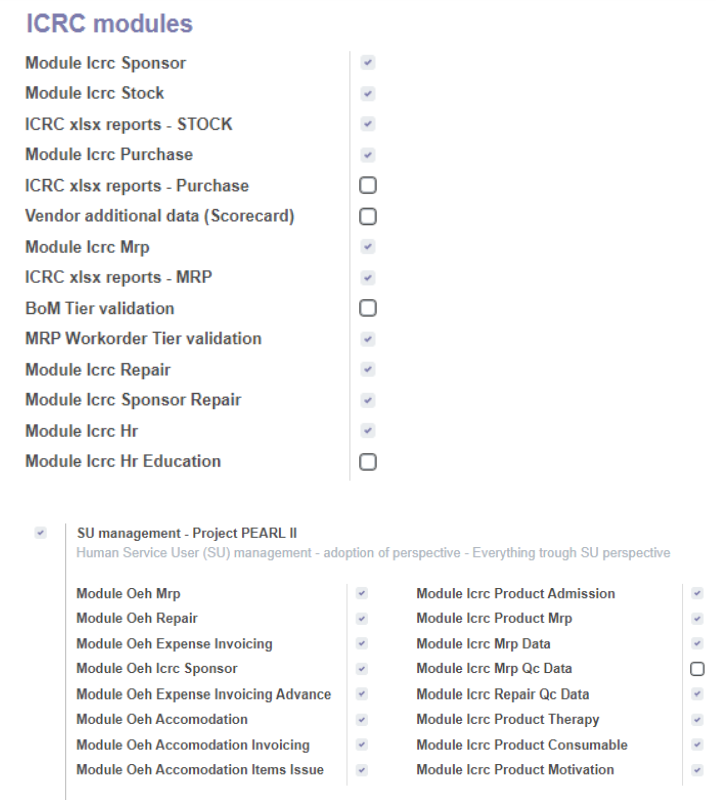 ICRC modules
Module Icrc Sponsor
Module Icrc Stock
ICRC xlsx reports - STOCK
Module Icrc Purchase
ICRC xlsx reports - Purchase
Vendor additional data (Scorecard)
Module Icrc Mrp
ICRC xlsx reports - MRP
BoM Tier validation
MRP Workorder Tier validation
Module Icrc Repair
Module Icrc Sponsor Repair
Module Icrc Hr
Module Icrc Hr Education
SU management - Project PEARL II
Human Service User (SU) management - adoption of perspective - Everything trough SU perspective
Module Oeh Mrp
Module Oeh Repair
Module Oeh Expense Invoicing
Module Oeh Icrc Sponsor
Module Oeh Expense Invoicing Advance
Module Oeh Accomodation
Module Oeh Accomodation Invoicing
Module Oeh Accomodation Items Issue
Module Icrc Product Admission
Module Icrc Product Mrp
Module Icrc Mrp Data
Module Icrc Mrp Qc Data
Module Icrc Repair Qc Data
Module Icrc Product Therapy
Module Icrc Product Consumable
Module Icrc Product Motivation